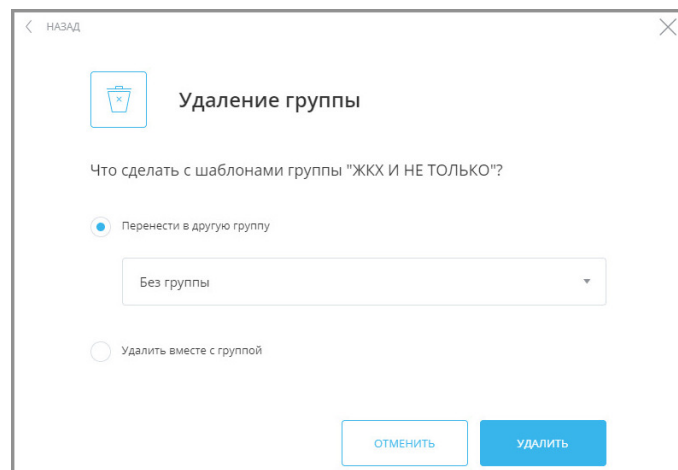 НАЗАД
Удаление группы
Что сделать с шаблонами группы "ЖКХ И НЕ ТОЛЬКО"?
Перенести в другую группу
Без группы
Удалить вместе с группой
ОТМЕНИТЬ
УДАЛИТЬ